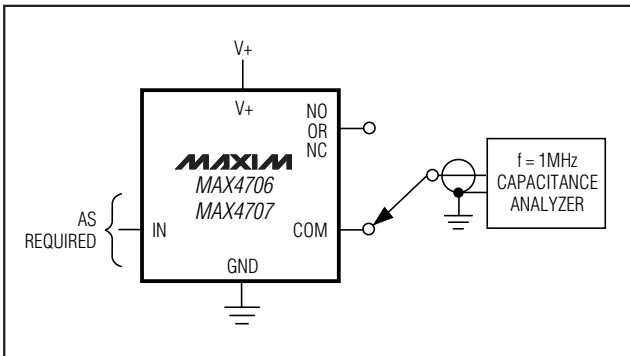 V+
V+
NO
OR
NC
MAXIM
MAX4706
MAX4707
AS
REQUIRED
IN
COM
GND
f = 1MHz
CAPACITANCE
ANALYZER